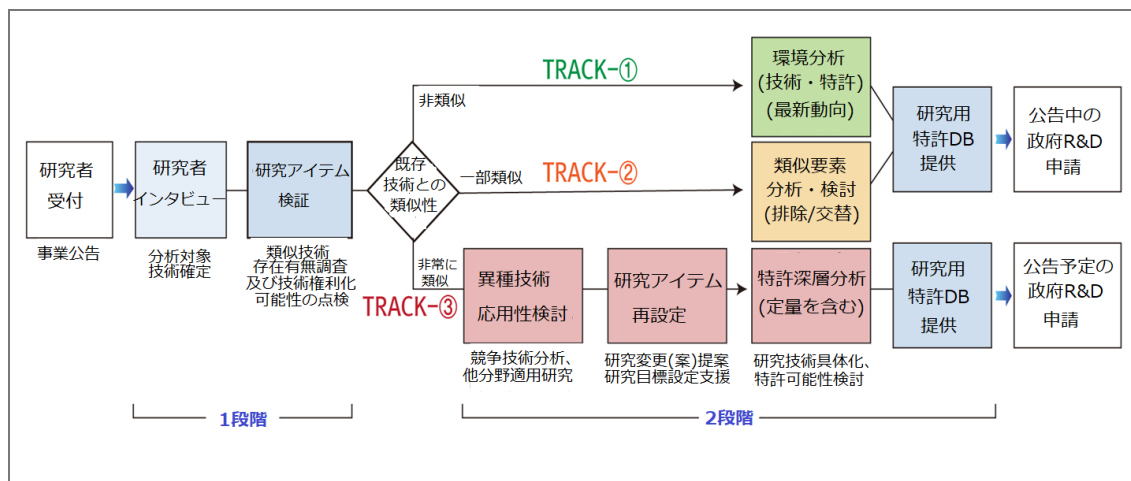 研究者
受付
事業公告
研究者
インタビュー
分析対象
技術確定
研究アイテム
検証
類似技術
存在有無調査
及び技術権利化
可能性の点検
既存
技術との
類似性
非類似
TRACK-①
環境分析
(技術・特許)
(最新動向)
一部類似
TRACK-②
類似要素
分析・検討
(排除/交替)
研究用
特許DB
提供
公告中の
政府R&D
申請
非常に
類似
TRACK-③
異種技術
応用性検討
競争技術分析、
他分野適用研究
研究アイテム
再設定
研究変更(案)提案
研究目標設定支援
特許深層分析
(定量を含む)
研究技術具体化、
特許可能性検討
研究用
特許DB
提供
公告予定の
政府R&D
申請
1段階
2段階